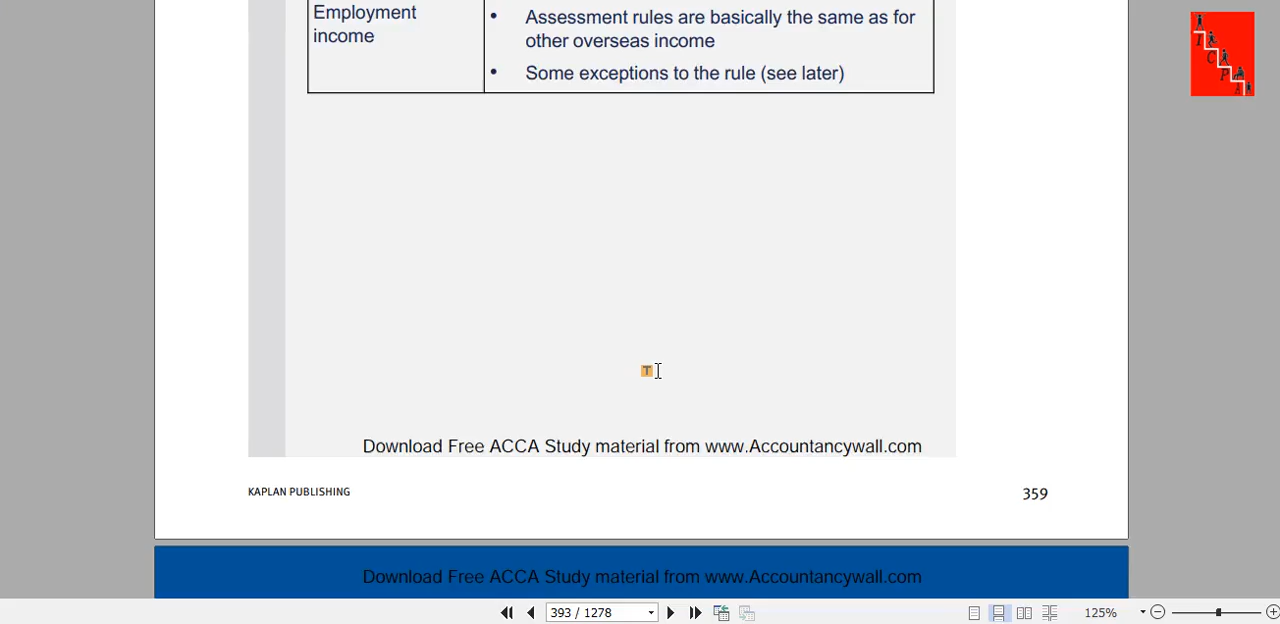 Employment
income
• Assessment rules are basically the same as for
other overseas income
• Some exceptions to the rule (see later)
I
C
P
A
T
Download Free ACCA Study material from www.Accountancywall.com
KAPLAN PUBLISHING
359
Download Free ACCA Study material from www.Accountancywall.com
393 / 1278
125%